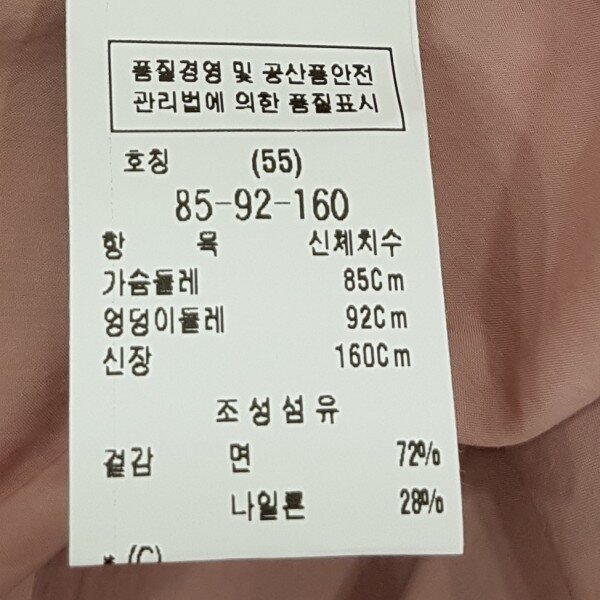 품질경영 및 공산품안전
관리법에 의한 품질표시
호칭 (55)
85-92-160
항 목 신체치수
가슴둘레 85Cm
엉덩이둘레 92Cm
신장 160Cm
조성섬유
겉감 면 72%
나일론 28%
* (C)